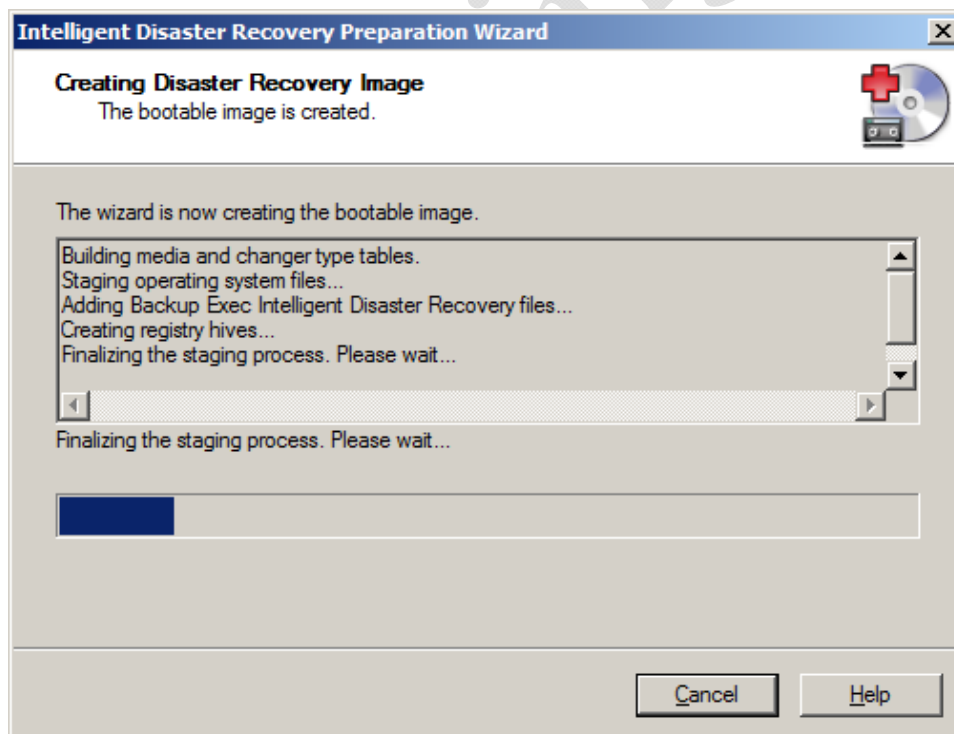 Intelligent Disaster Recovery Preparation Wizard
Creating Disaster Recovery Image
The bootable image is created.
The wizard is now creating the bootable image.
Building media and changer type tables.
Staging operating system files...
Adding Backup Exec Intelligent Disaster Recovery files...
Creating registry hives...
Finalizing the staging process. Please wait...
Finalizing the staging process. Please wait...
Cancel
Help